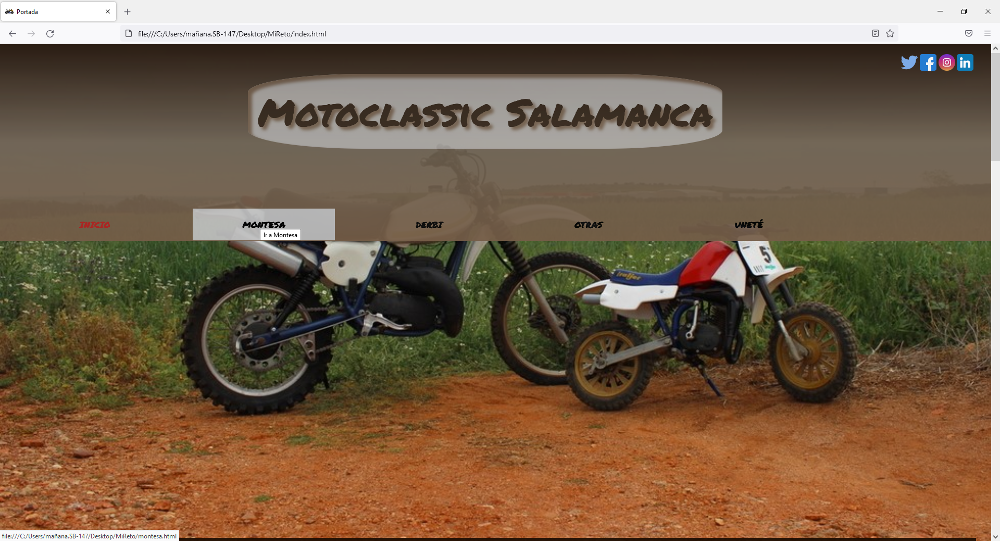 Portada
file:///C:/Users/mañana.SB-147/Desktop/MiReto/index.html
in
Motoclassic Salamanca
INICIO
MONTESA
DERBI
OTRAS
UNETÉ
Ir a Montesa
5
file:///C:/Users/mañana.SB-147/Desktop/MiReto/montesa.html